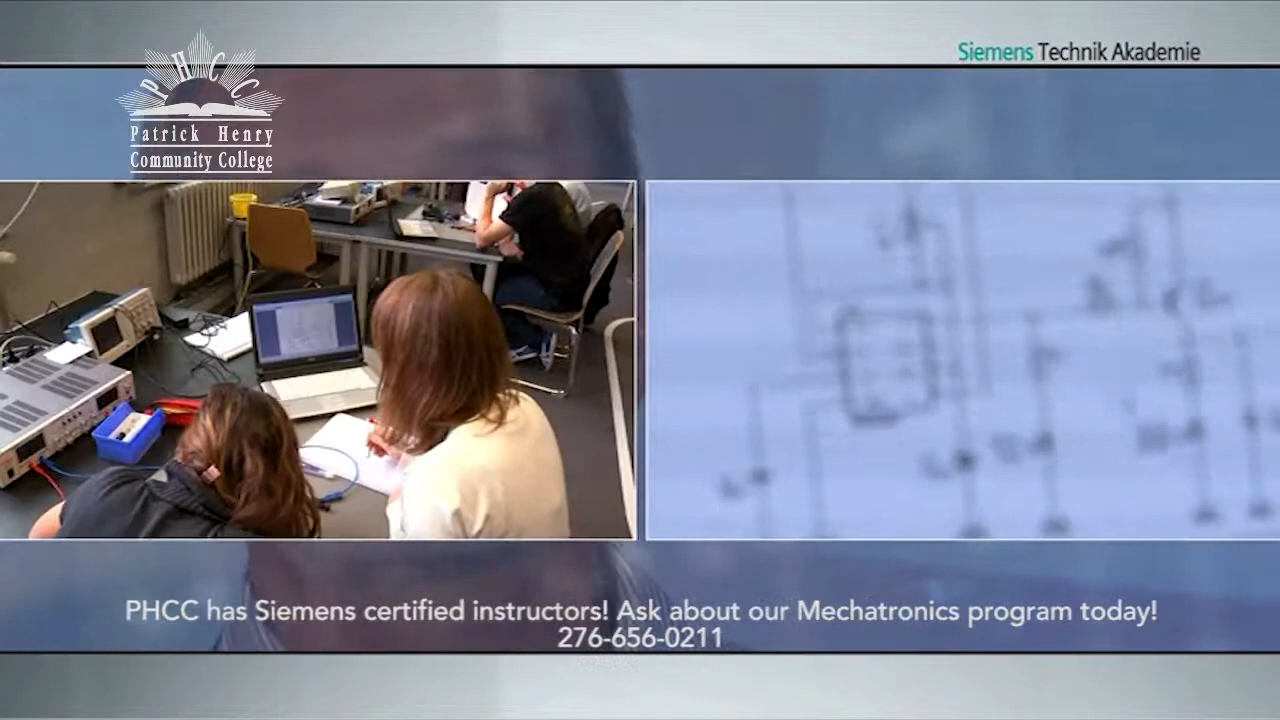 PHCC
Patrick Henry
Community College
Siemens Technik Akademie
PHCC has Siemens certified instructors! Ask about our Mechatronics program today!
276-656-0211